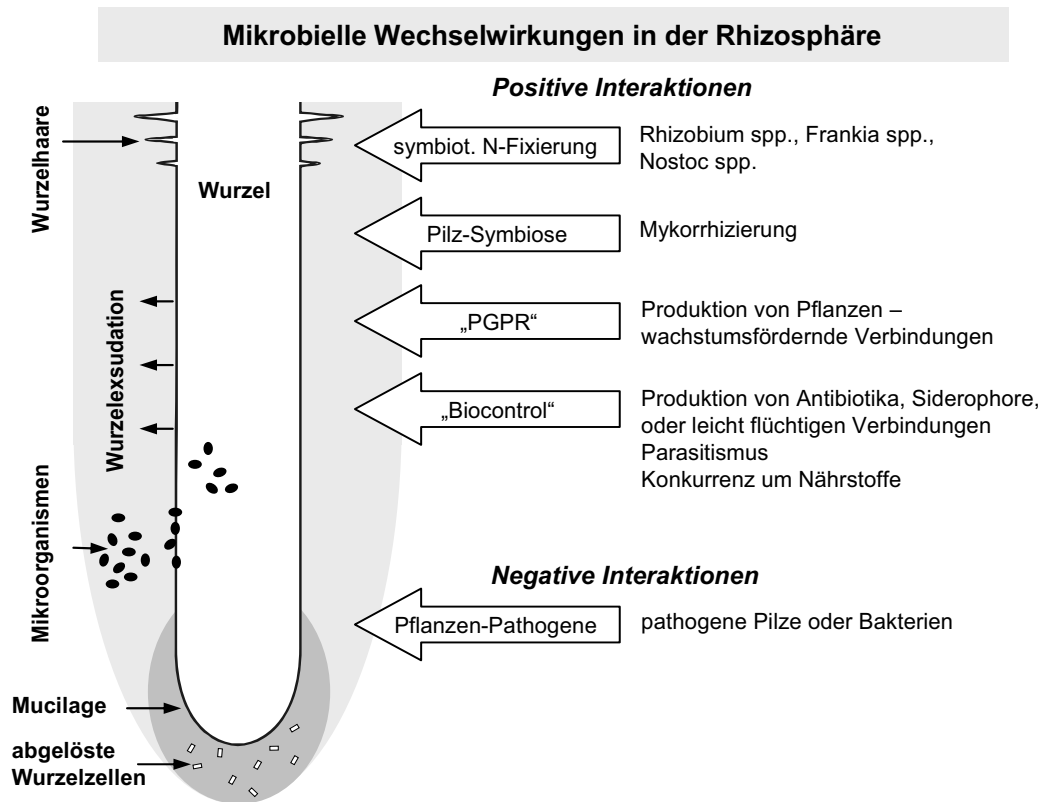 Mikrobielle Wechselwirkungen in der Rhizosphäre
Positive Interaktionen
Wurzelhaare
Wurzel
symbiot. N-Fixierung
Rhizobium spp., Frankia spp.,
Nostoc spp.
Pilz-Symbiose
Mykorrhizierung
Wurzelexsudation
„PGPR“
Produktion von Pflanzen –
wachstumsfördernde Verbindungen
„Biocontrol“
Produktion von Antibiotika, Siderophore,
oder leicht flüchtigen Verbindungen
Parasitismus
Konkurrenz um Nährstoffe
Mikroorganismen
Negative Interaktionen
Pflanzen-Pathogene
pathogene Pilze oder Bakterien
Mucilage
abgelöste
Wurzelzellen